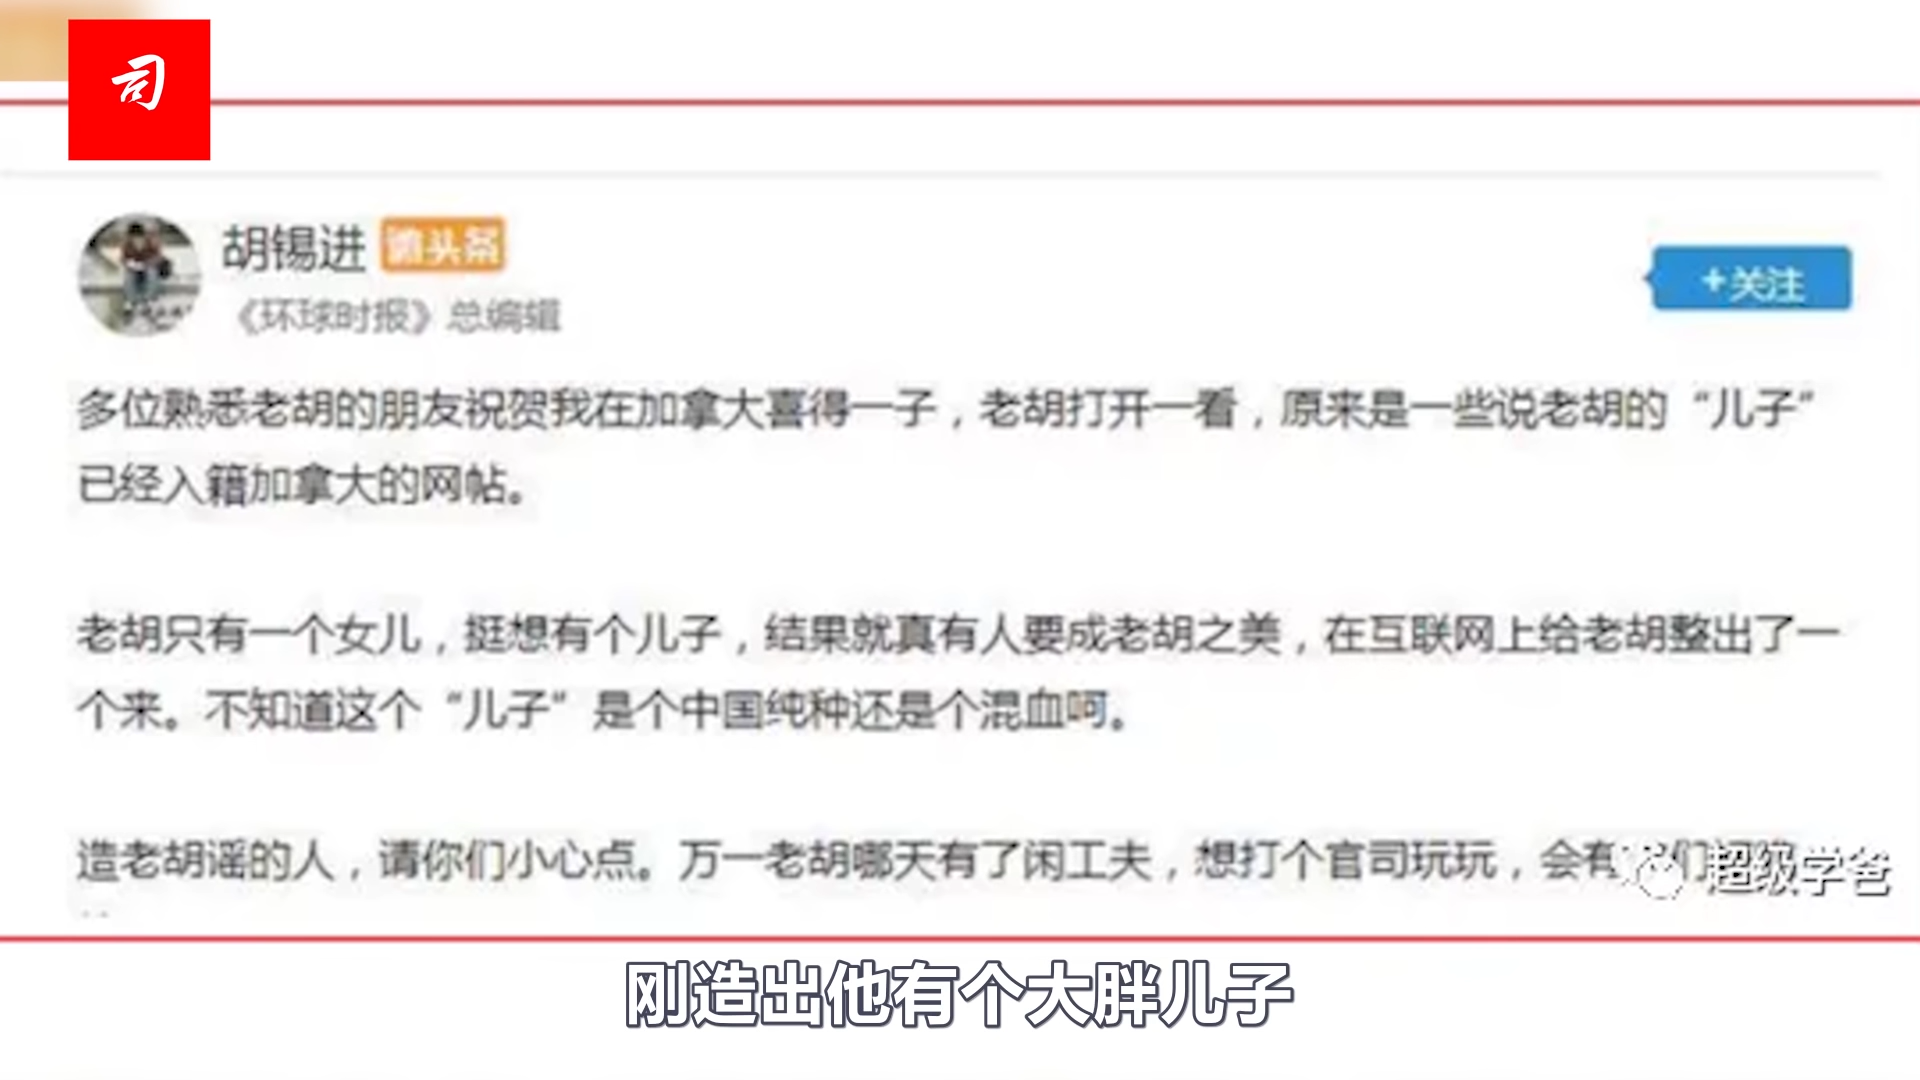 司
胡锡进 微头条
《环球时报》总编辑
+关注
多位熟悉老胡的朋友祝贺我在加拿大喜得一子，老胡打开一看，原来是一些说老胡的“儿子”
已经入籍加拿大的网帖。
老胡只有一个女儿，挺想有个儿子，结果就真有人要成老胡之美，在互联网上给老胡整出了一
个来。不知道这个“儿子”是个中国纯种还是个混血呵。
造老胡谣的人，请你们小心点。万一老胡哪天有了闲工夫，想打个官司玩玩，会有 们
超级学爸
刚造出他有个大胖儿子